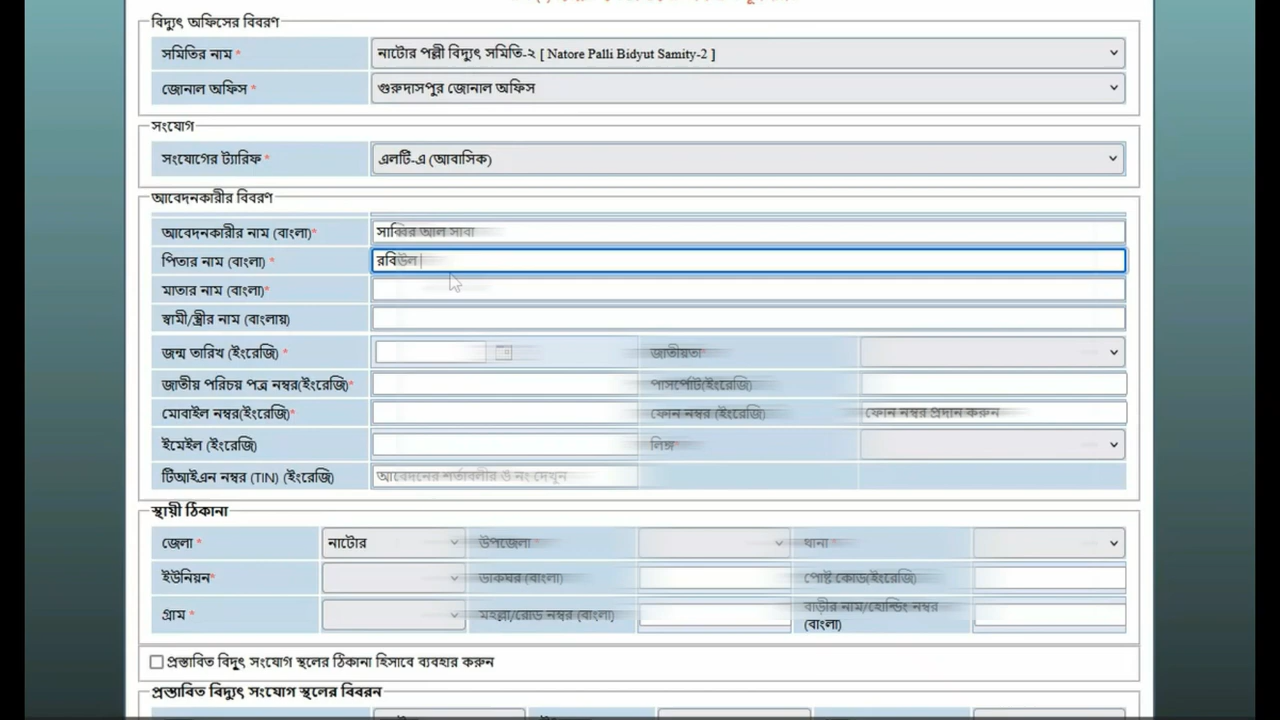 বিদ্যুৎ অফিসের বিবরণ
সমিতির নাম * নাটোর পল্লী বিদ্যুৎ সমিতি-২ [ Natore Palli Bidyut Samity-2 ]
জোনাল অফিস * গুরুদাসপুর জোনাল অফিস
সংযোগ
সংযোগের ট্যারিফ * এলটি-এ (আবাসিক)
আবেদনকারীর বিবরণ
আবেদনকারীর নাম (বাংলা)* সাব্বির আল সাবা
পিতার নাম (বাংলা) * রবিউল
মাতার নাম (বাংলা)*
স্বামী/স্ত্রীর নাম (বাংলায়)
জন্ম তারিখ (ইংরেজি) * জাতীয়তা*
জাতীয় পরিচয় পত্র নম্বর(ইংরেজি)* পাসপোর্ট(ইংরেজি)
মোবাইল নম্বর(ইংরেজি)* ফোন নম্বর (ইংরেজি) ফোন নম্বর প্রদান করুন
ইমেইল (ইংরেজি) লিঙ্গ*
টিআইএন নম্বর (TIN) (ইংরেজি) আবেদনের শর্তাবলীর ঙ নং দেখুন
স্থায়ী ঠিকানা
জেলা * নাটোর উপজেলা * থানা *
ইউনিয়ন* ডাকঘর (বাংলা) পোষ্ট কোড(ইংরেজি)
গ্রাম * মহল্লা/রোড নম্বর (বাংলা) বাড়ীর নাম/হোল্ডিং নম্বর (বাংলা)
প্রস্তাবিত বিদুৎ সংযোগ স্থলের ঠিকানা হিসাবে ব্যবহার করুন
প্রস্তাবিত বিদ্যুৎ সংযোগ স্থলের বিবরন